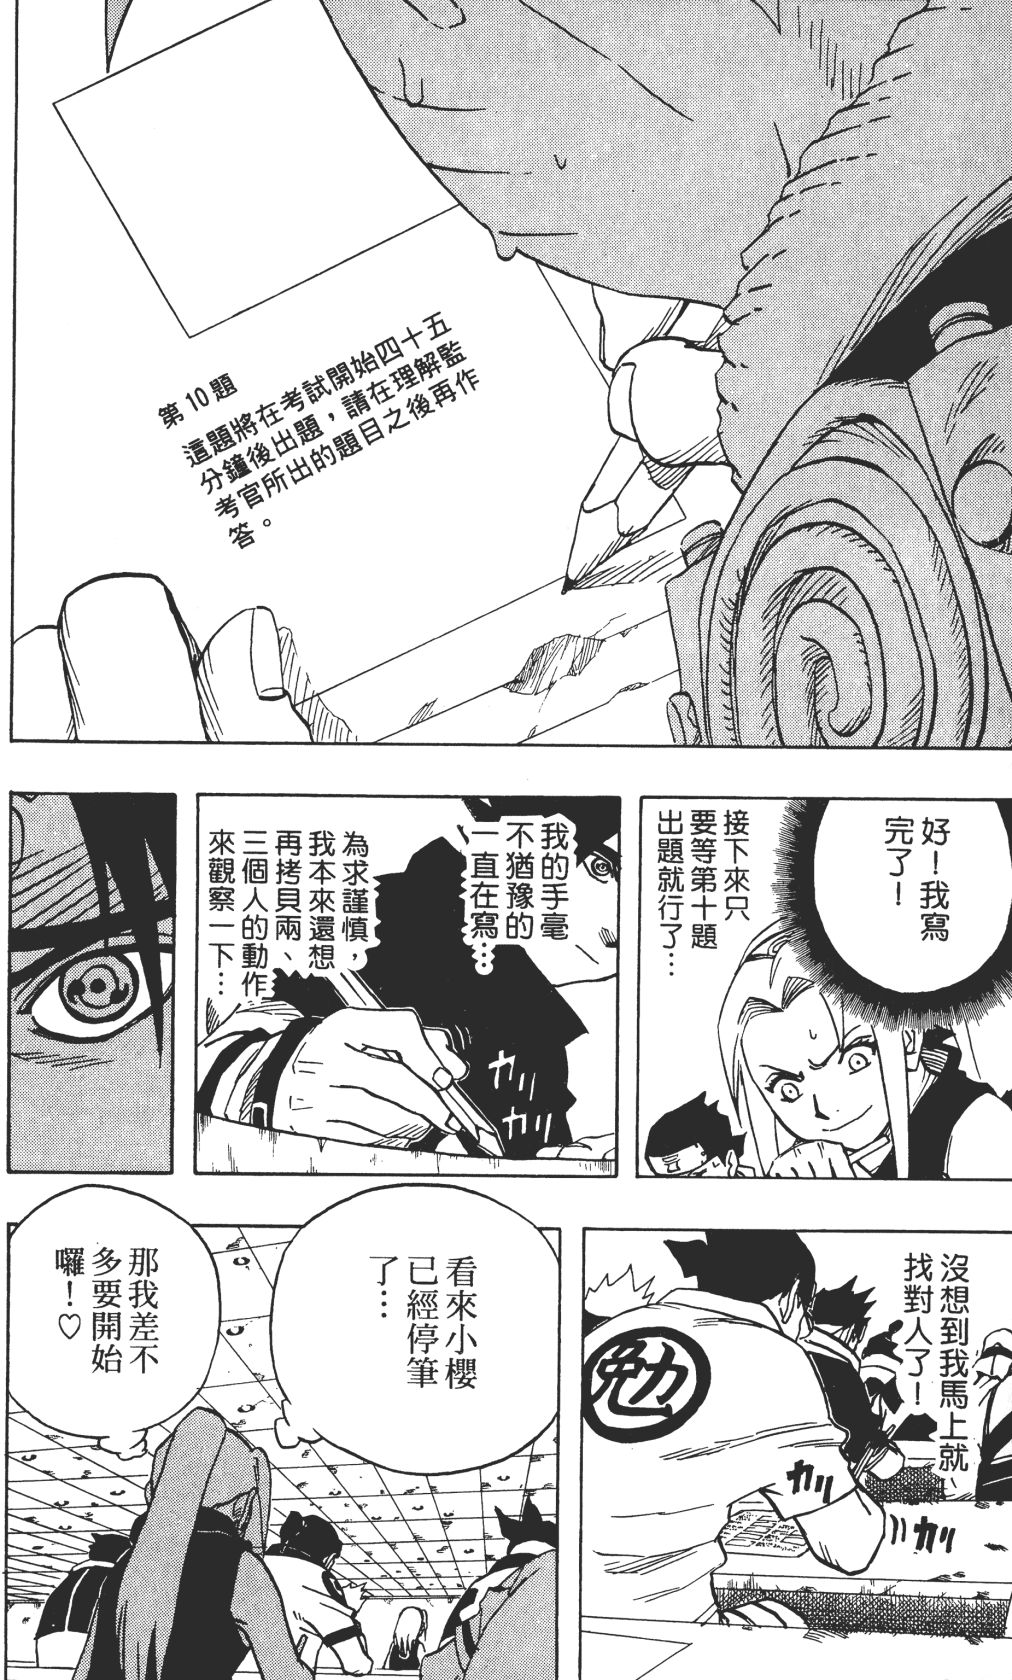 第10題
這題將在考試開始四十五
分鐘後出題，請在理解監
考官所出的題目之後再作
答。
好！我寫
完了！
接下來只
要等第十題
出題就行了…
我的手毫
不猶豫的
一直在寫…
為求謹慎，
我本來還想
再拷貝兩、
三個人的動作
來觀察一下…
カリ
カリ
沒想到我馬上就
找對人了！
勉
カリ
カリ
看來小櫻
已經停筆
了…
那我差不
多要開始
囉！♡